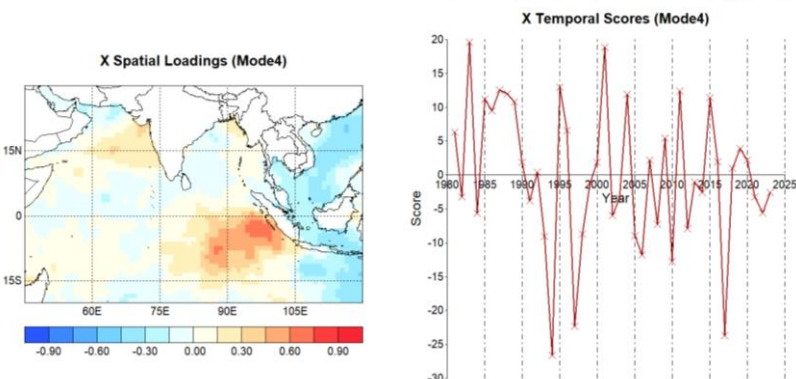 X Spatial Loadings (Mode4)
15N
0
15S
60E 75E 90E 105E
-0.90 -0.60 -0.30 0.00 0.30 0.60 0.90
X Temporal Scores (Mode4)
20
15
10
5
0
-5
-10
-15
-20
-25
-30
Score
1980 1985 1990 1995 2000 2005 2010 2015 2020 2025
Year